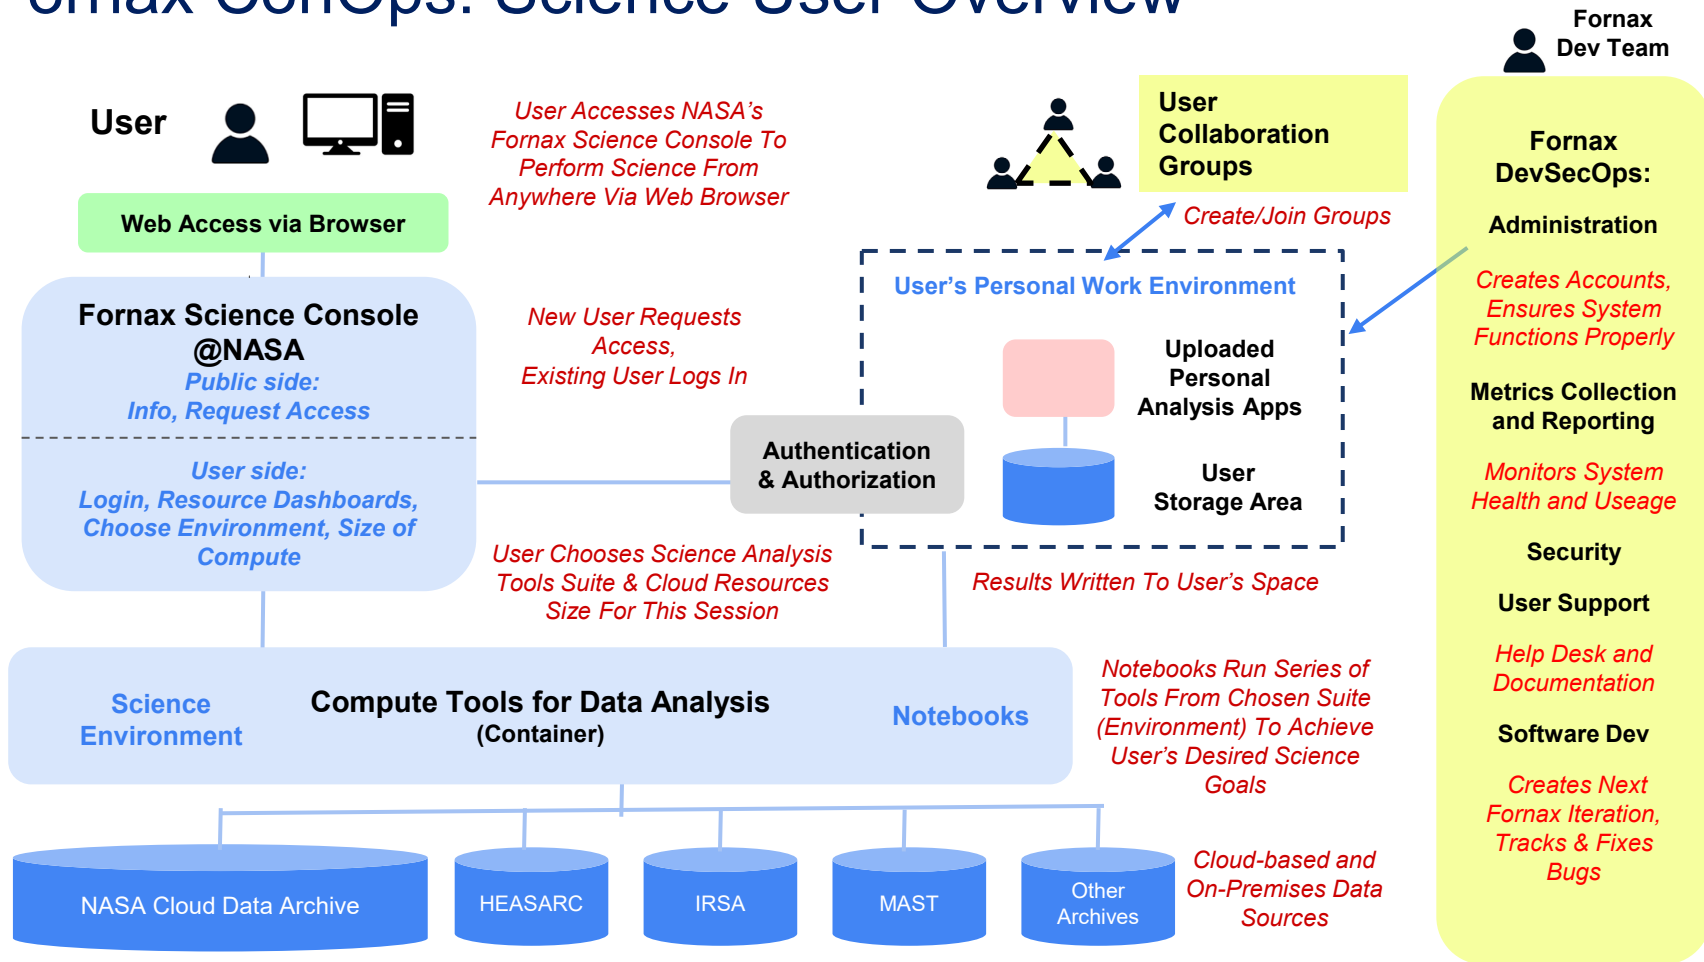 ornax ConOps: Science User Overview
User
User Accesses NASA's
Fornax Science Console To
Perform Science From
Anywhere Via Web Browser
Web Access via Browser
Fornax Science Console
@NASA
Public side:
Info, Request Access
User side:
Login, Resource Dashboards,
Choose Environment, Size of
Compute
New User Requests
Access,
Existing User Logs In
Authentication
& Authorization
User
Collaboration
Groups
Create/Join Groups
User's Personal Work Environment
Uploaded
Personal
Analysis Apps
User
Storage Area
User Chooses Science Analysis
Tools Suite & Cloud Resources
Size For This Session
Results Written To User's Space
Science
Environment
Compute Tools for Data Analysis
(Container)
Notebooks
Notebooks Run Series of
Tools From Chosen Suite
(Environment) To Achieve
User's Desired Science
Goals
NASA Cloud Data Archive
HEASARC
IRSA
MAST
Other
Archives
Cloud-based and
On-Premises Data
Sources
Fornax
Dev Team
Fornax
DevSecOps:
Administration
Creates Accounts,
Ensures System
Functions Properly
Metrics Collection
and Reporting
Monitors System
Health and Useage
Security
User Support
Help Desk and
Documentation
Software Dev
Creates Next
Fornax Iteration,
Tracks & Fixes
Bugs